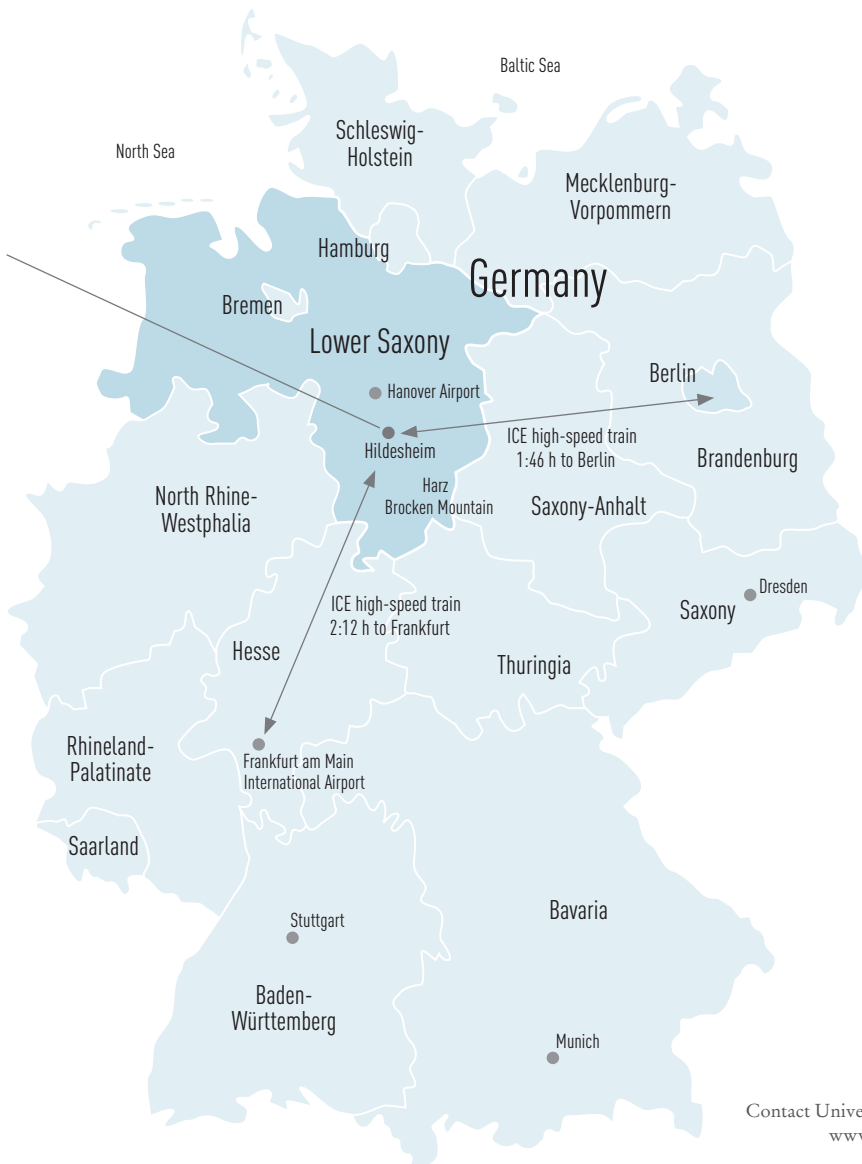 Baltic Sea
North Sea
Schleswig-
Holstein
Mecklenburg-
Vorpommern
Hamburg
Germany
Bremen
Lower Saxony
Hanover Airport
Berlin
Hildesheim
ICE high-speed train
1:46 h to Berlin
Brandenburg
North Rhine-
Westphalia
Harz
Brocken Mountain
Saxony-Anhalt
Dresden
Saxony
ICE high-speed train
2:12 h to Frankfurt
Hesse
Thuringia
Rhineland-
Palatinate
Frankfurt am Main
International Airport
Saarland
Stuttgart
Bavaria
Baden-
Württemberg
Munich
Contact
www